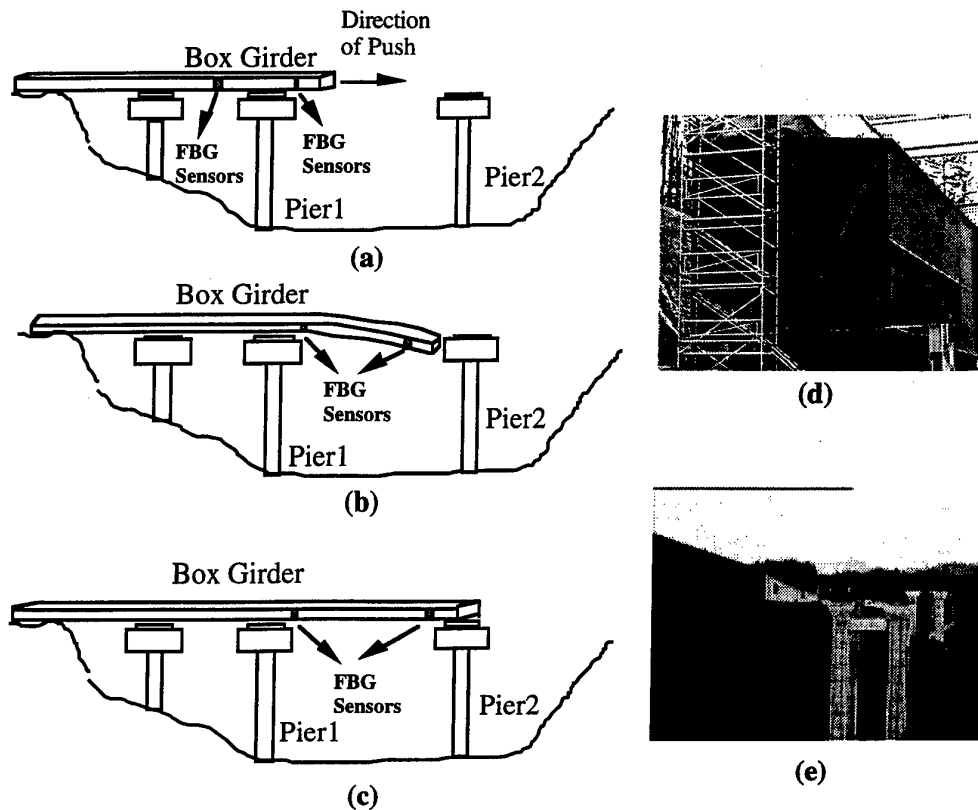 Direction
of Push
Box Girder
FBG
Sensors
FBG
Sensors
Pier1
Pier2
(a)
Box Girder
FBG
Sensors
Pier1
Pier2
(b)
Box Girder
FBG
Sensors
Pier1
Pier2
(c)
(d)
(e)